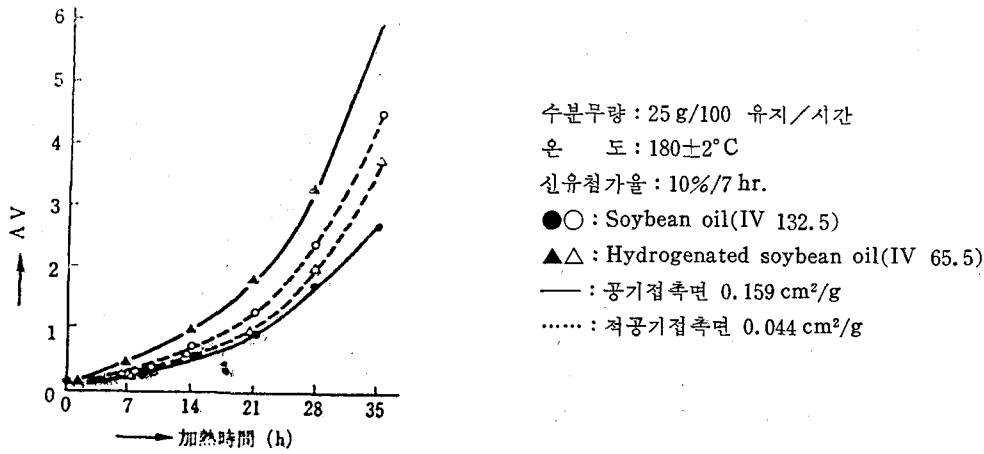 6
5
4
3
2
1
0
AV
0 7 14 21 28 35
加熱時間 (h)
수분무량 : 25 g/100 유지/시간
온 도 : 180±2°C
신유첨가율 : 10%/7 hr.
●○ : Soybean oil(IV 132.5)
▲△ : Hydrogenated soybean oil(IV 65.5)
── : 공기접촉면 0.159 cm²/g
…… : 적공기접촉면 0.044 cm²/g